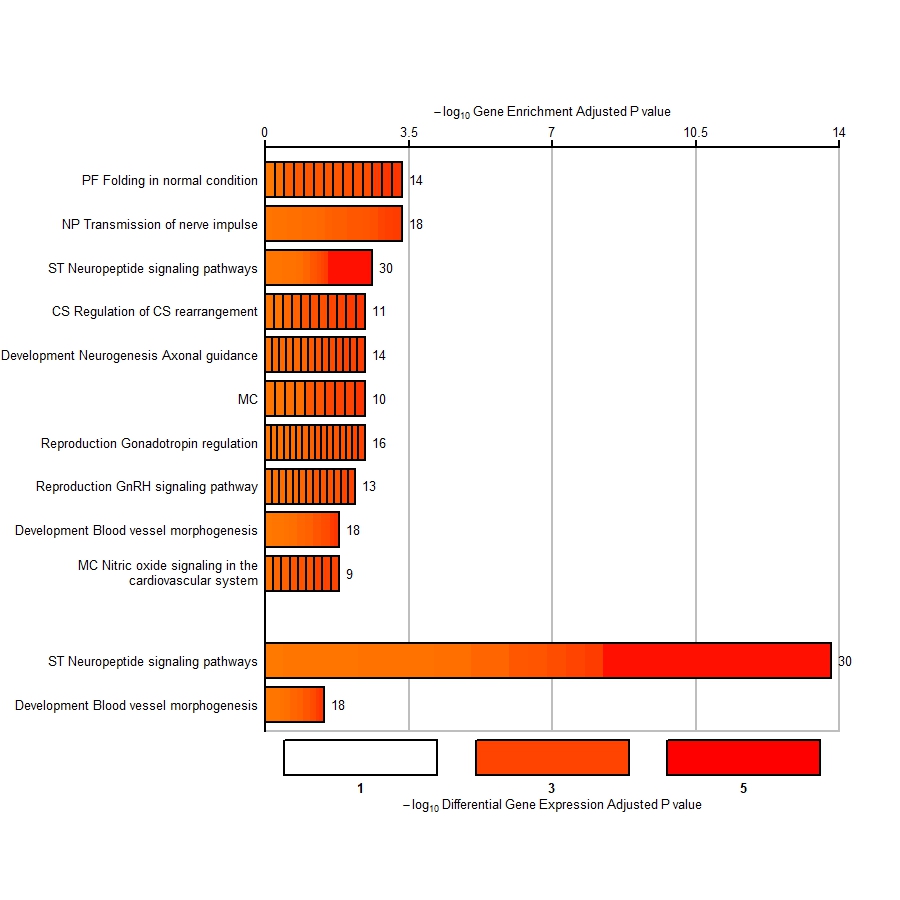 –log10 Gene Enrichment Adjusted P value
0 3.5 7 10.5 14
PF Folding in normal condition 14
NP Transmission of nerve impulse 18
ST Neuropeptide signaling pathways 30
CS Regulation of CS rearrangement 11
Development Neurogenesis Axonal guidance 14
MC 10
Reproduction Gonadotropin regulation 16
Reproduction GnRH signaling pathway 13
Development Blood vessel morphogenesis 18
MC Nitric oxide signaling in the
cardiovascular system 9
ST Neuropeptide signaling pathways 30
Development Blood vessel morphogenesis 18
1 3 5
–log10 Differential Gene Expression Adjusted P value